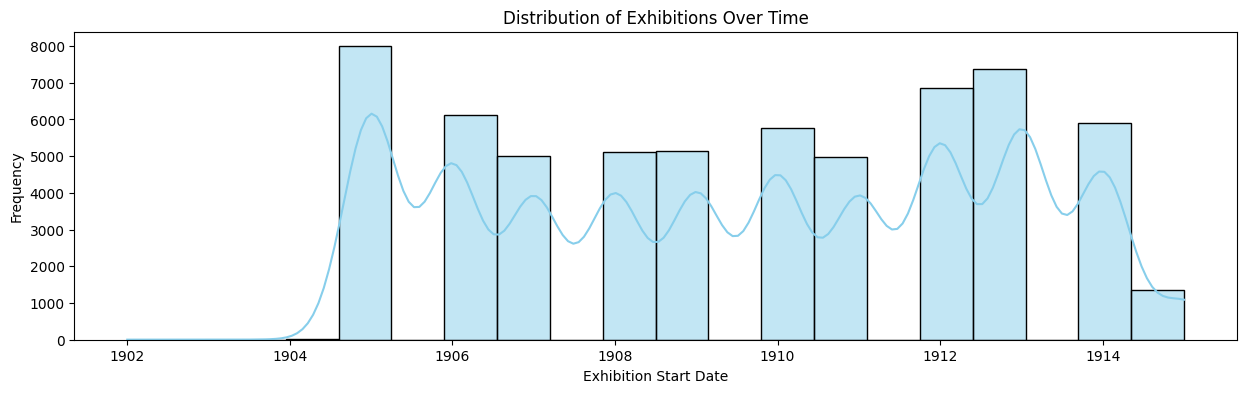 Distribution of Exhibitions Over Time
Frequency
8000
7000
6000
5000
4000
3000
2000
1000
0
1902 1904 1906 1908 1910 1912 1914
Exhibition Start Date